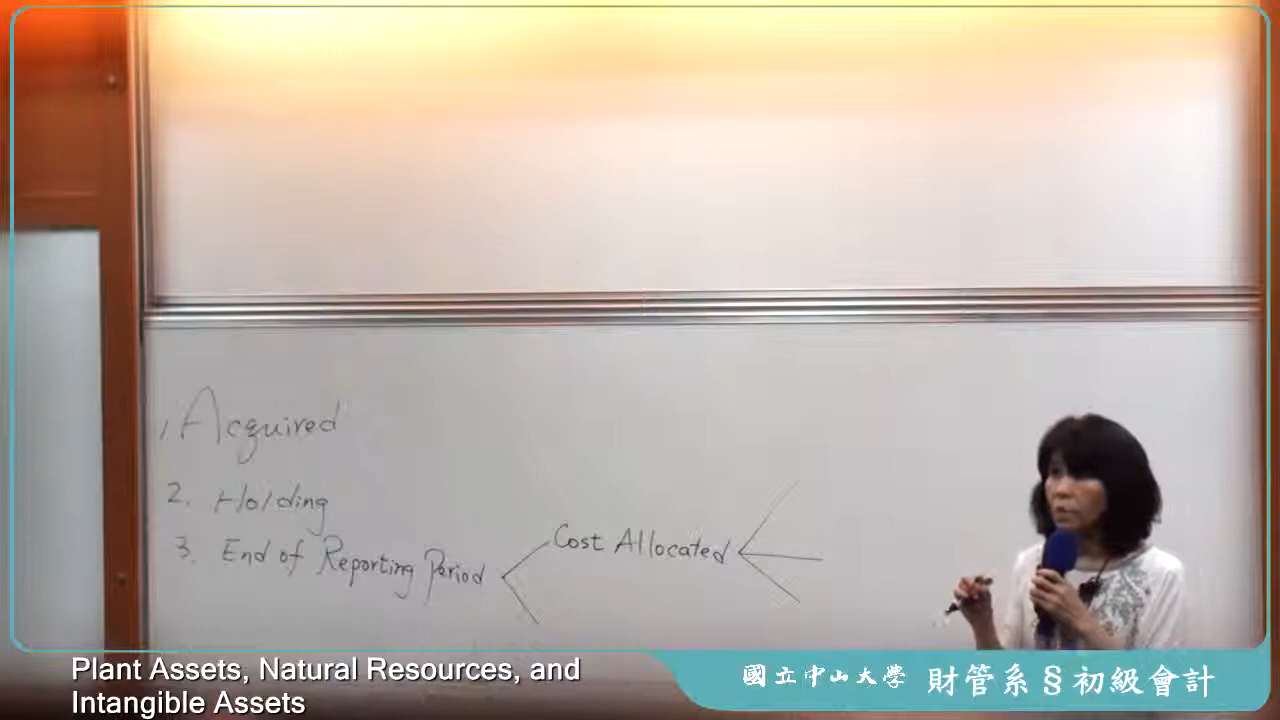 1. Acquired
2. Holding
3. End of Reporting Period
Cost Allocated
Plant Assets, Natural Resources, and
Intangible Assets
國立中山大學 財管系§初級會計